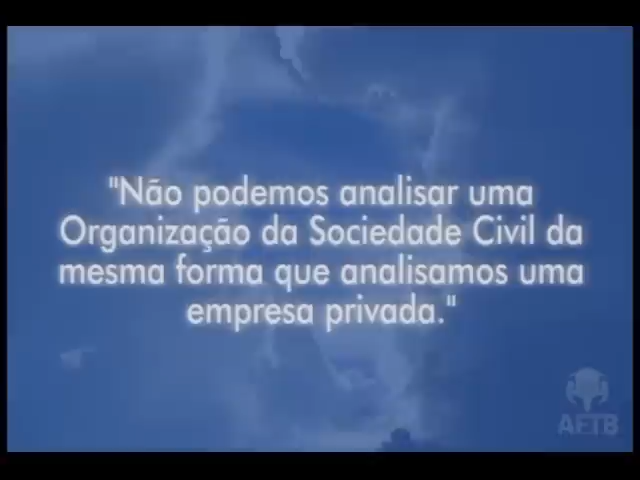 "Não podemos analisar uma
Organização da Sociedade Civil da
mesma forma que analisamos uma
empresa privada."
AFTB